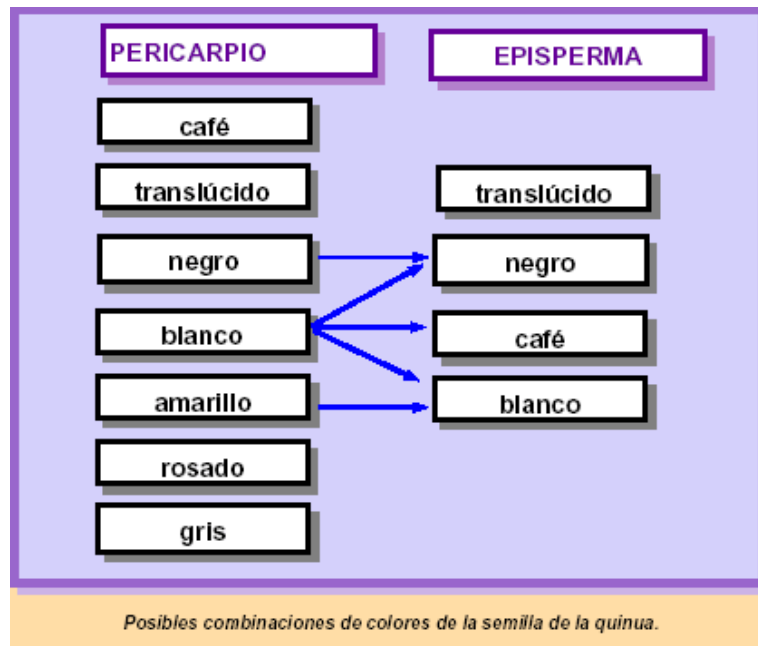 PERICARPIO
EPISPERMA
café
translúcido
translúcido
negro
negro
blanco
café
amarillo
blanco
rosado
gris
Posibles combinaciones de colores de la semilla de la quinua.